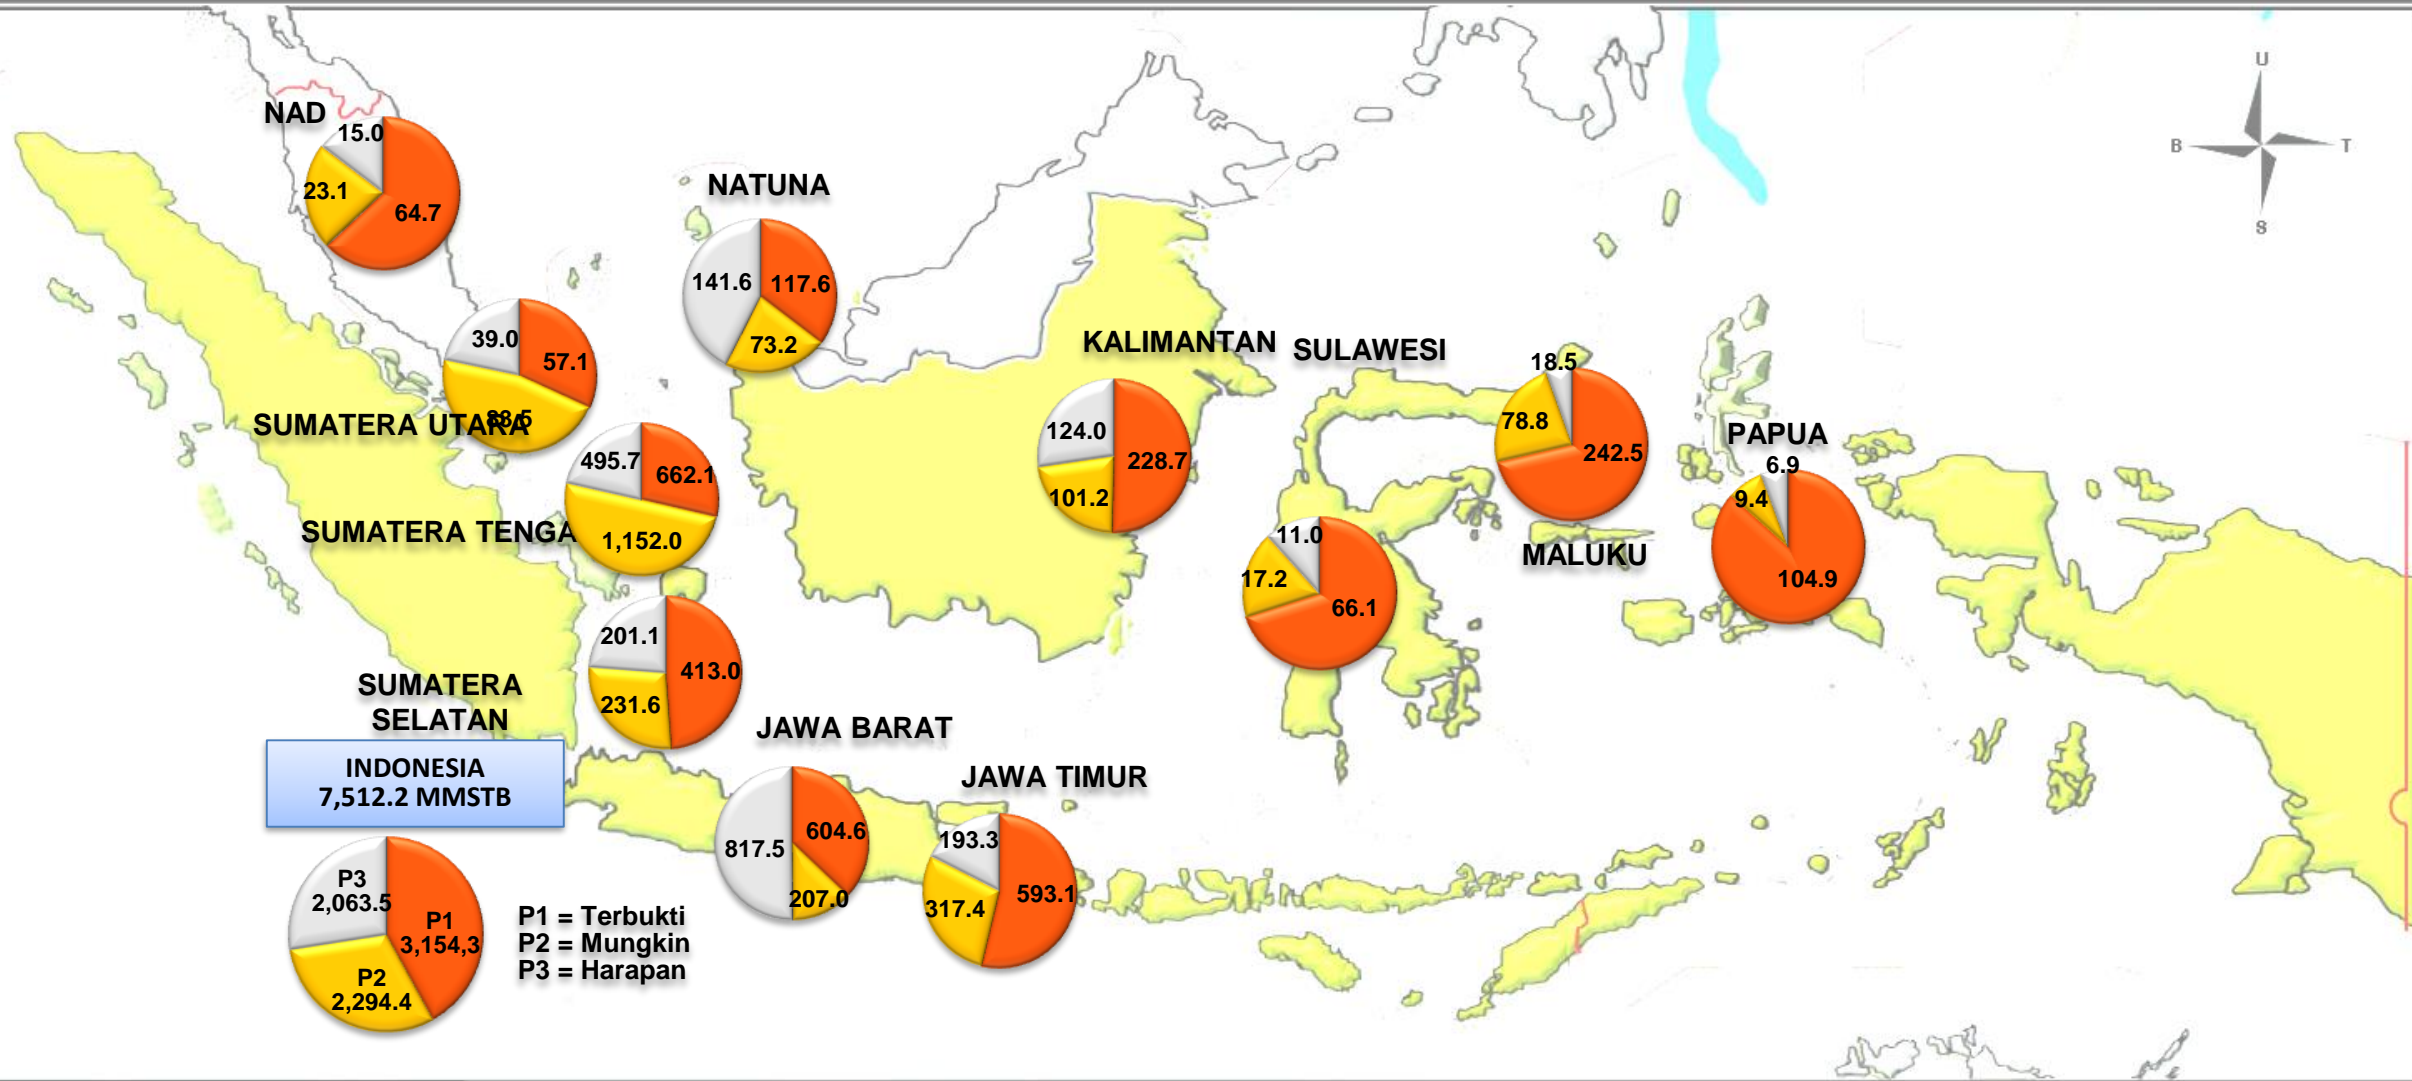 U
B
T
S
NAD
15.0
23.1
64.7
NATUNA
141.6
117.6
73.2
39.0
57.1
88.5
SUMATERA UTARA
495.7
662.1
1,152.0
SUMATERA TENGA
KALIMANTAN
124.0
228.7
101.2
SULAWESI
11.0
17.2
66.1
18.5
78.8
242.5
MALUKU
PAPUA
6.9
9.4
104.9
201.1
413.0
231.6
SUMATERA
SELATAN
JAWA BARAT
817.5
604.6
207.0
JAWA TIMUR
193.3
593.1
317.4
INDONESIA
7,512.2 MMSTB
P3
2,063.5
P1
3,154,3
P2
2,294.4
P1 = Terbukti
P2 = Mungkin
P3 = Harapan